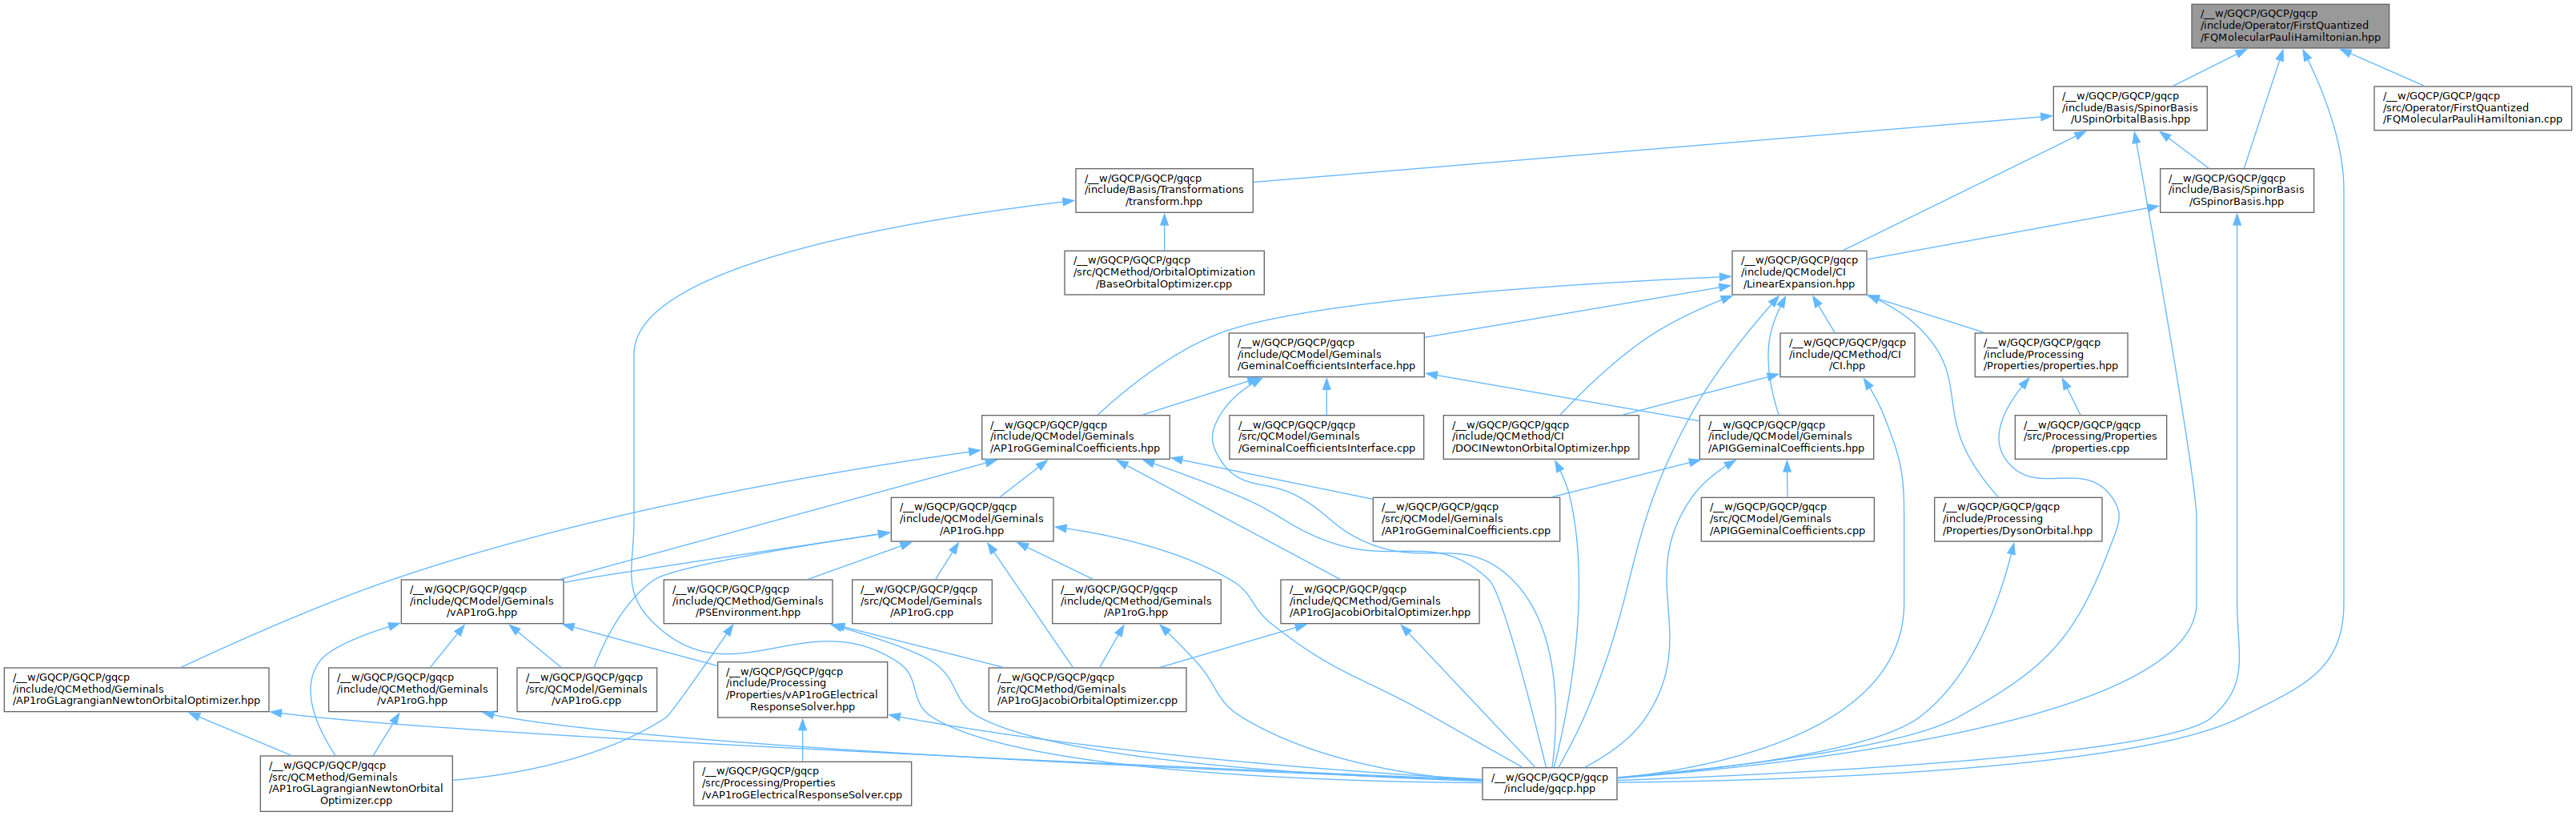 /__w/GQCP/GQCP/gqcp
/include/Operator/FirstQuantized
/FQMolecularPauliHamiltonian.hpp
/__w/GQCP/GQCP/gqcp
/include/Basis/SpinorBasis
/USpinOrbitalBasis.hpp
/__w/GQCP/GQCP/gqcp
/src/Operator/FirstQuantized
/FQMolecularPauliHamiltonian.cpp
/__w/GQCP/GQCP/gqcp
/include/Basis/Transformations
/transform.hpp
/__w/GQCP/GQCP/gqcp
/include/Basis/SpinorBasis
/GSpinorBasis.hpp
/__w/GQCP/GQCP/gqcp
/src/QCMethod/OrbitalOptimization
/BaseOrbitalOptimizer.cpp
/__w/GQCP/GQCP/gqcp
/include/QCModel/CI
/LinearExpansion.hpp
/__w/GQCP/GQCP/gqcp
/include/QCModel/Geminals
/GeminalCoefficientsInterface.hpp
/__w/GQCP/GQCP/gqcp
/include/QCMethod/CI
/CI.hpp
/__w/GQCP/GQCP/gqcp
/include/Processing
/Properties/properties.hpp
/__w/GQCP/GQCP/gqcp
/include/QCModel/Geminals
/AP1roGGeminalCoefficients.hpp
/__w/GQCP/GQCP/gqcp
/src/QCModel/Geminals
/GeminalCoefficientsInterface.cpp
/__w/GQCP/GQCP/gqcp
/include/QCMethod/CI
/DOCINewtonOrbitalOptimizer.hpp
/__w/GQCP/GQCP/gqcp
/include/QCModel/Geminals
/APIGGeminalCoefficients.hpp
/__w/GQCP/GQCP/gqcp
/src/Processing/Properties
/properties.cpp
/__w/GQCP/GQCP/gqcp
/include/QCModel/Geminals
/AP1roG.hpp
/__w/GQCP/GQCP/gqcp
/src/QCModel/Geminals
/AP1roGGeminalCoefficients.cpp
/__w/GQCP/GQCP/gqcp
/src/QCModel/Geminals
/APIGGeminalCoefficients.cpp
/__w/GQCP/GQCP/gqcp
/include/Processing
/Properties/DysonOrbital.hpp
/__w/GQCP/GQCP/gqcp
/include/QCModel/Geminals
/vAP1roG.hpp
/__w/GQCP/GQCP/gqcp
/include/QCMethod/Geminals
/PSEnvironment.hpp
/__w/GQCP/GQCP/gqcp
/src/QCModel/Geminals
/AP1roG.cpp
/__w/GQCP/GQCP/gqcp
/include/QCMethod/Geminals
/AP1roG.hpp
/__w/GQCP/GQCP/gqcp
/include/QCMethod/Geminals
/AP1roGJacobiOrbitalOptimizer.hpp
/__w/GQCP/GQCP/gqcp
/include/QCMethod/Geminals
/AP1roGLagrangianNewtonOrbitalOptimizer.hpp
/__w/GQCP/GQCP/gqcp
/include/QCMethod/Geminals
/vAP1roG.hpp
/__w/GQCP/GQCP/gqcp
/src/QCModel/Geminals
/vAP1roG.cpp
/__w/GQCP/GQCP/gqcp
/include/Processing
/Properties/vAP1roGElectrical
ResponseSolver.hpp
/__w/GQCP/GQCP/gqcp
/src/QCMethod/Geminals
/AP1roGJacobiOrbitalOptimizer.cpp
/__w/GQCP/GQCP/gqcp
/src/QCMethod/Geminals
/AP1roGLagrangianNewtonOrbital
Optimizer.cpp
/__w/GQCP/GQCP/gqcp
/src/Processing/Properties
/vAP1roGElectricalResponseSolver.cpp
/__w/GQCP/GQCP/gqcp
/include/gqcp.hpp